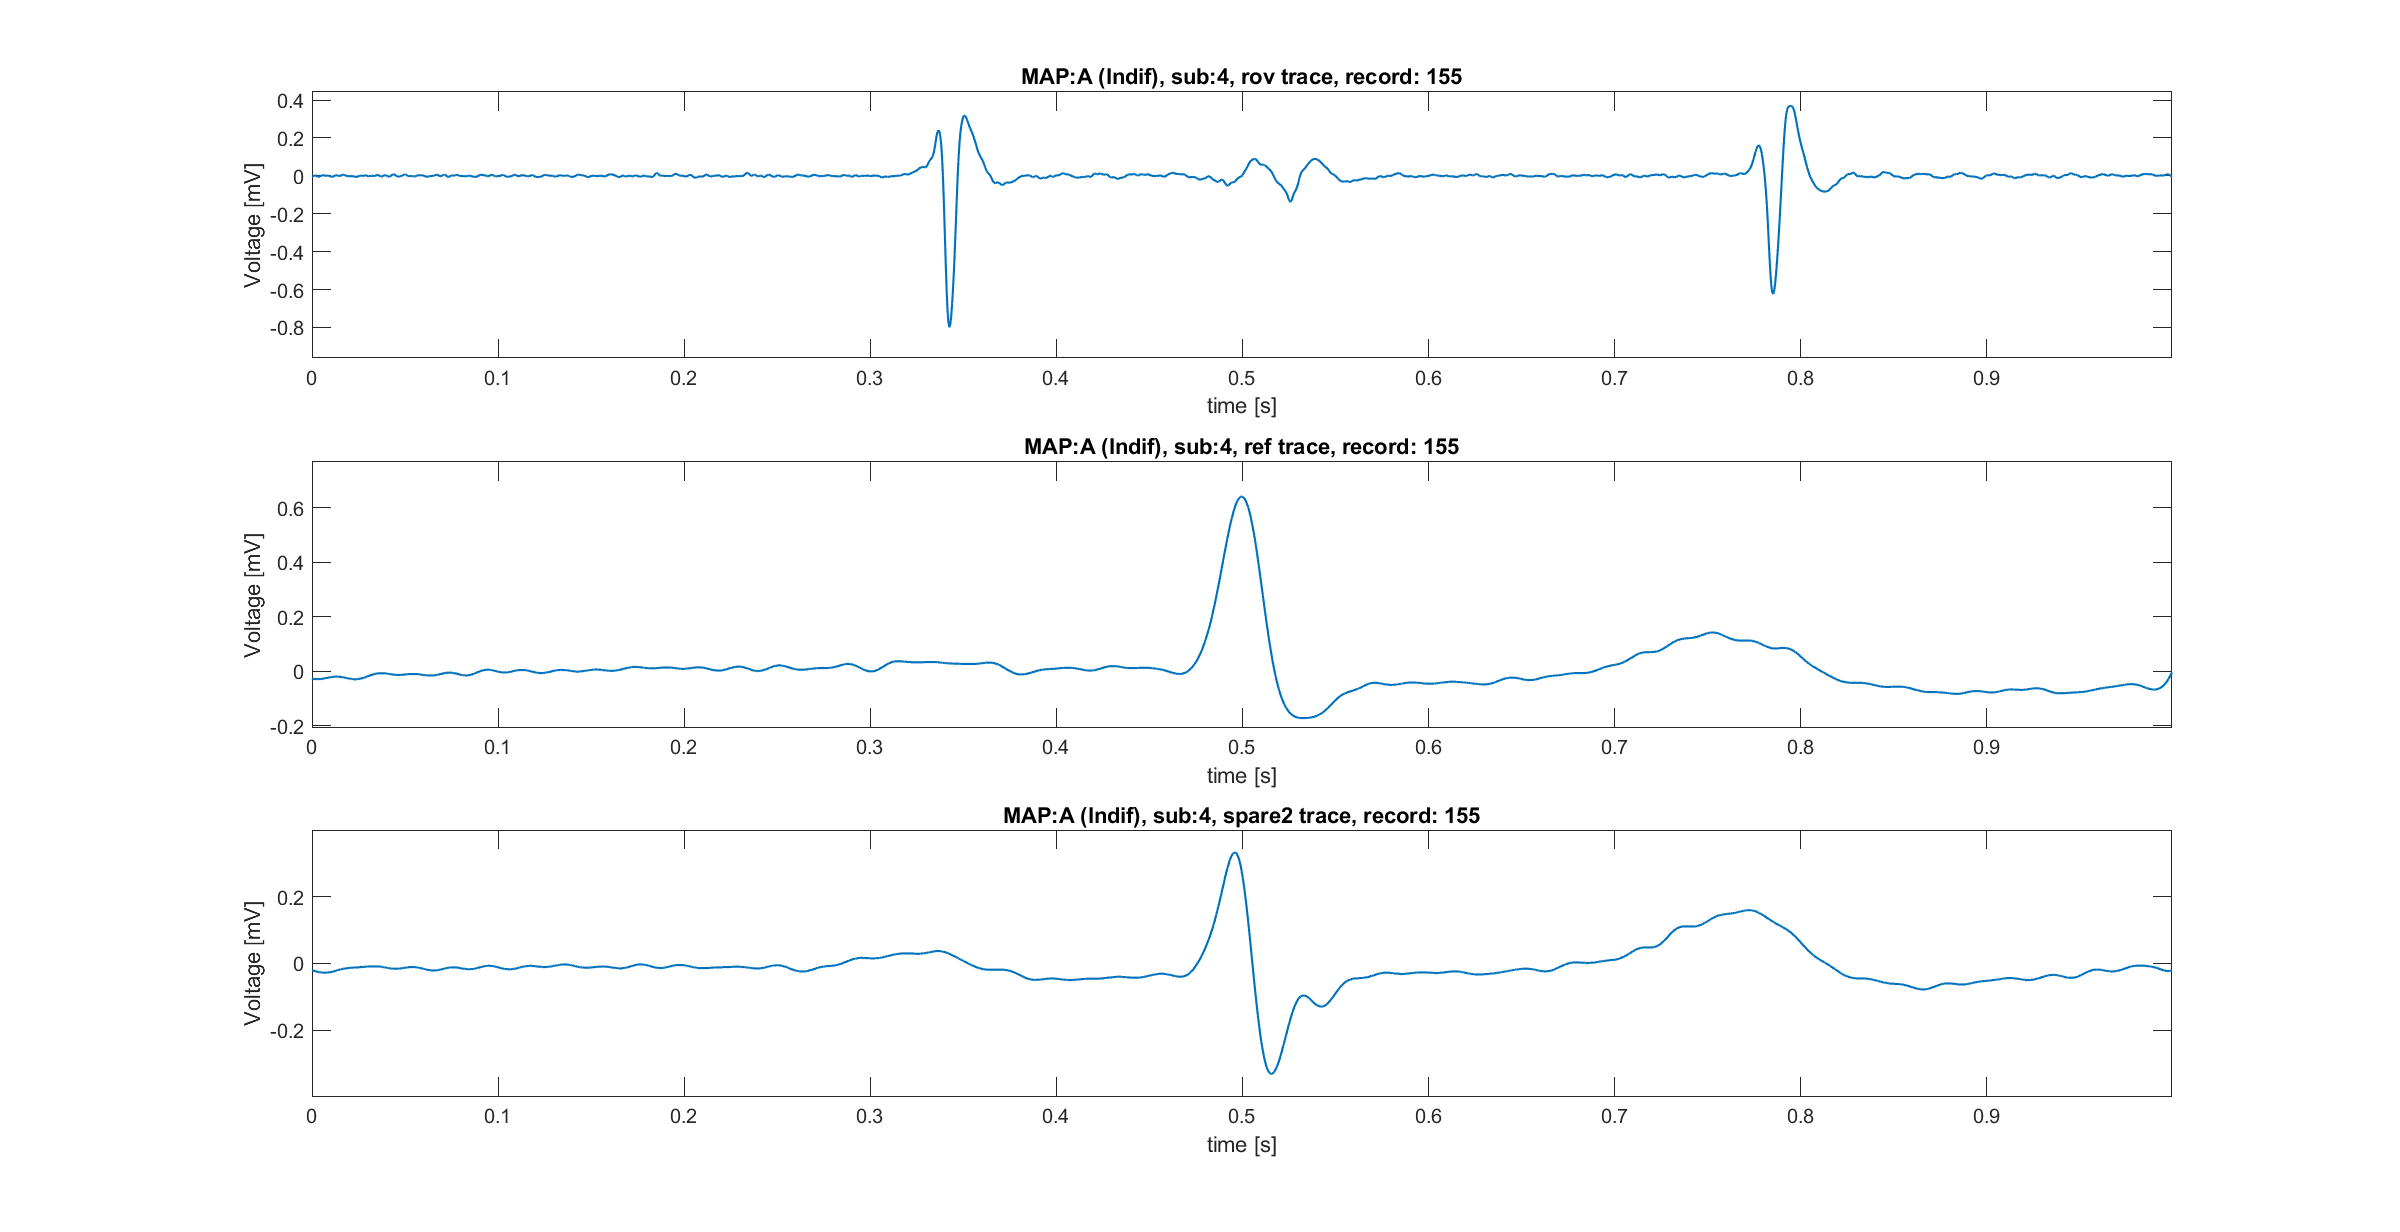 MAP:A (Indif), sub:4, rov trace, record: 155
Voltage [mV]
0.4
0.2
0
-0.2
-0.4
-0.6
-0.8
0 0.1 0.2 0.3 0.4 0.5 0.6 0.7 0.8 0.9
time [s]
MAP:A (Indif), sub:4, ref trace, record: 155
Voltage [mV]
0.6
0.4
0.2
0
-0.2
0 0.1 0.2 0.3 0.4 0.5 0.6 0.7 0.8 0.9
time [s]
MAP:A (Indif), sub:4, spare2 trace, record: 155
Voltage [mV]
0.2
0
-0.2
0 0.1 0.2 0.3 0.4 0.5 0.6 0.7 0.8 0.9
time [s]